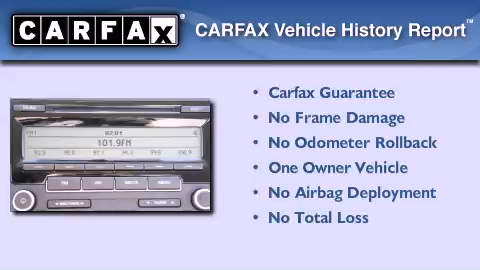 CARFAX®
CARFAX Vehicle History Report™
• Carfax Guarantee
• No Frame Damage
• No Odometer Rollback
• One Owner Vehicle
• No Airbag Deployment
• No Total Loss
FM1
02:01
101.9FM
FM
AM